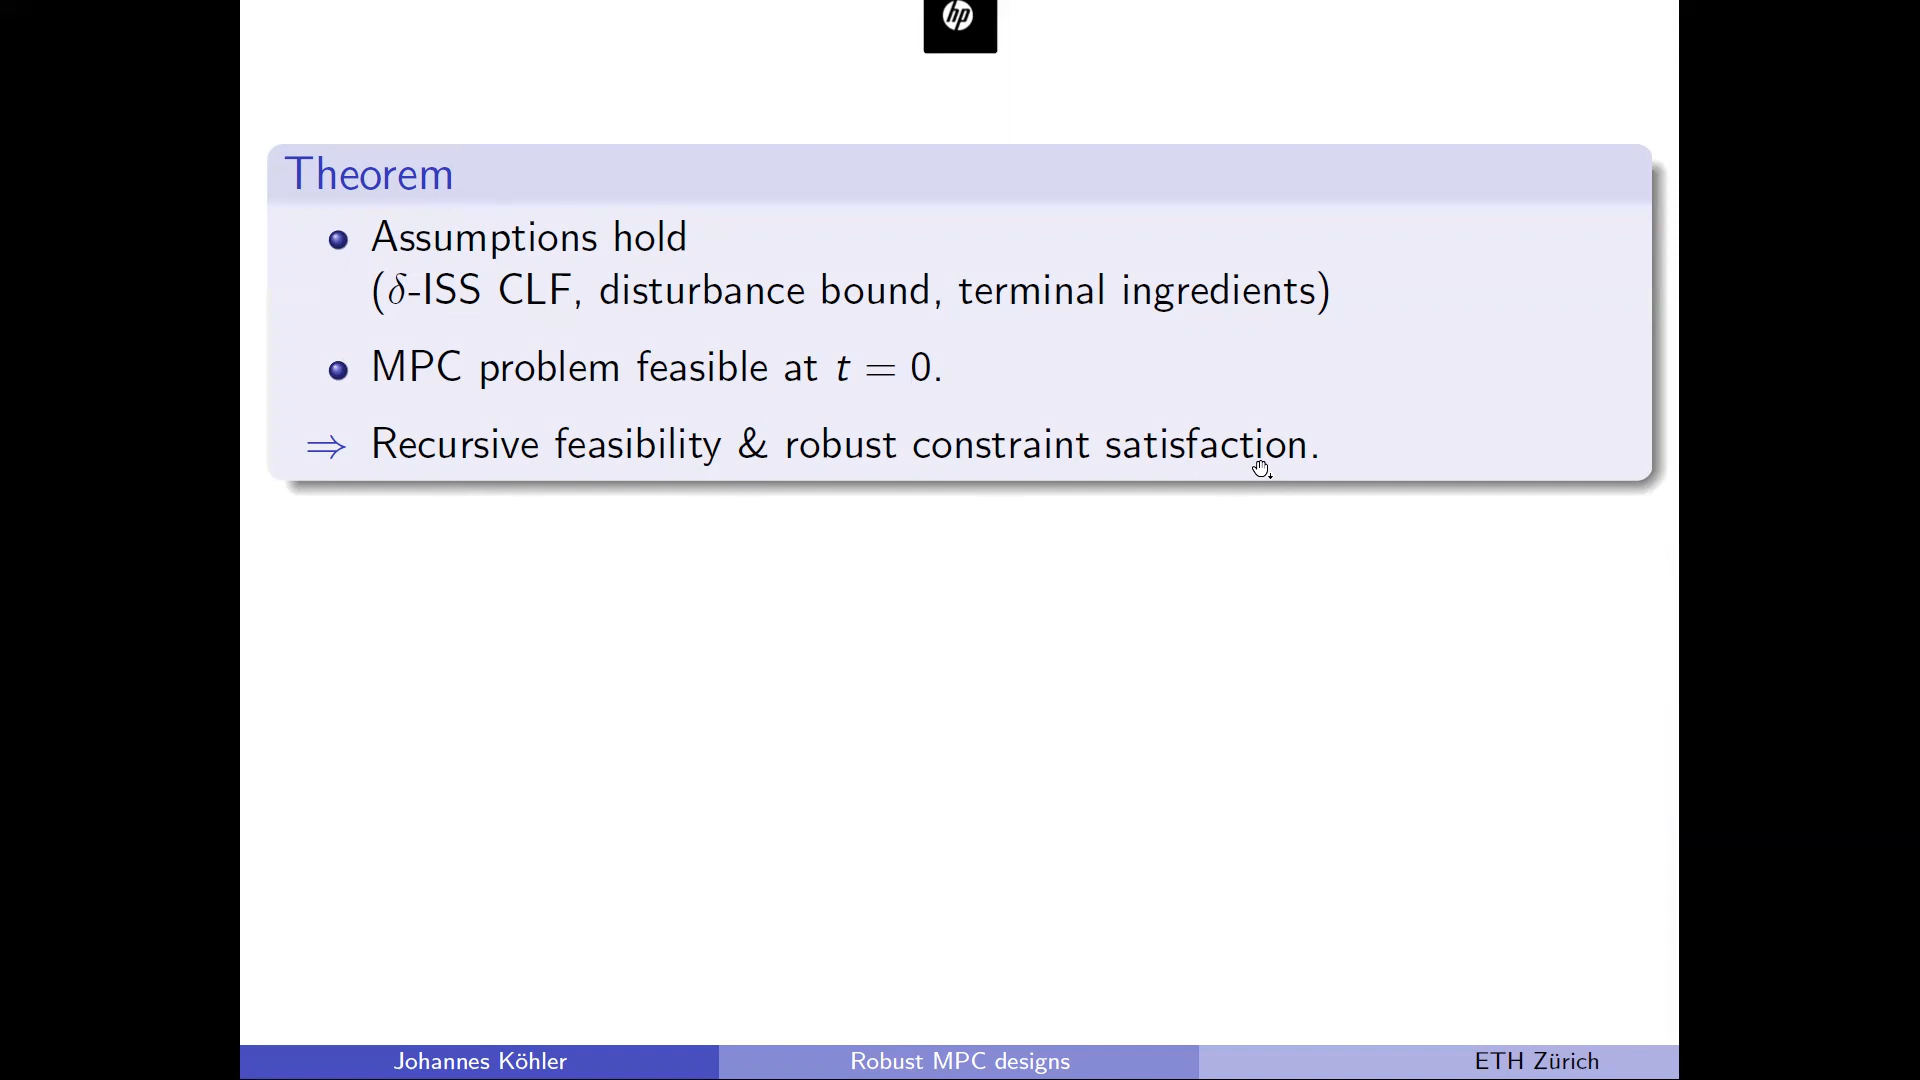 hp
Theorem
Assumptions hold
(δ-ISS CLF, disturbance bound, terminal ingredients)
MPC problem feasible at t = 0.
⇒ Recursive feasibility & robust constraint satisfaction.
Johannes Köhler
Robust MPC designs
ETH Zürich